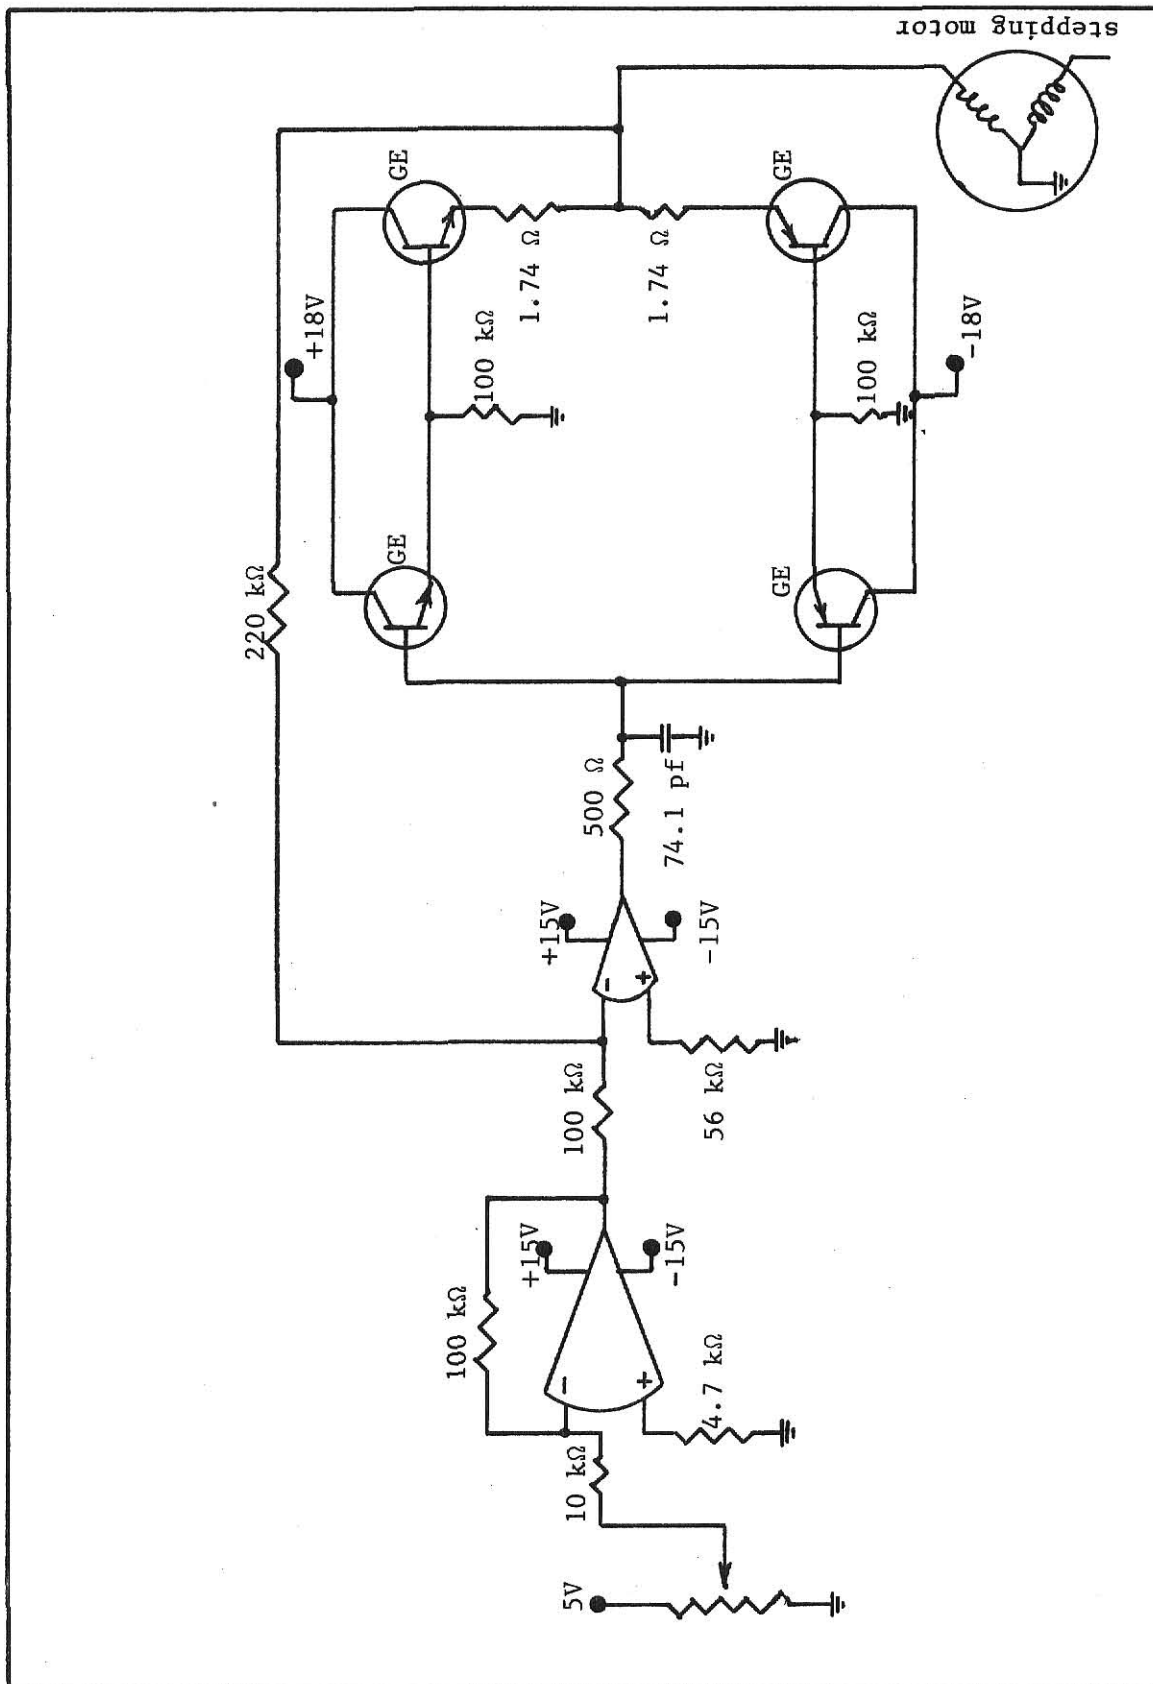 stepping motor
GE
GE
+18V
1.74 Ω
1.74 Ω
100 kΩ
100 kΩ
-18V
220 kΩ
GE
GE
500 Ω
74.1 pf
+15V
-15V
-
+
100 kΩ
56 kΩ
+15V
-15V
100 kΩ
-
+
4.7 kΩ
10 kΩ
5V